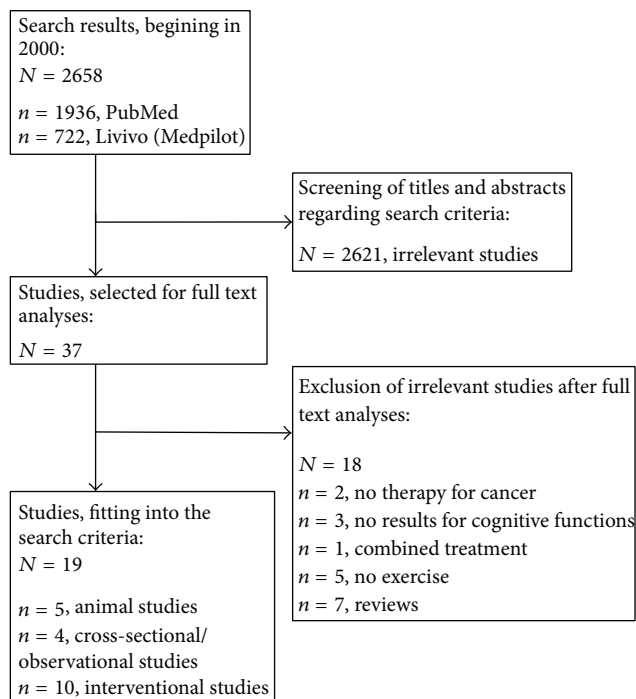 Search results, begining in
2000:
N = 2658
n = 1936, PubMed
n = 722, Livivo (Medpilot)
Screening of titles and abstracts
regarding search criteria:
N = 2621, irrelevant studies
Studies, selected for full text
analyses:
N = 37
Exclusion of irrelevant studies after full
text analyses:
N = 18
n = 2, no therapy for cancer
n = 3, no results for cognitive functions
n = 1, combined treatment
n = 5, no exercise
n = 7, reviews
Studies, fitting into the
search criteria:
N = 19
n = 5, animal studies
n = 4, cross-sectional/
observational studies
n = 10, interventional studies